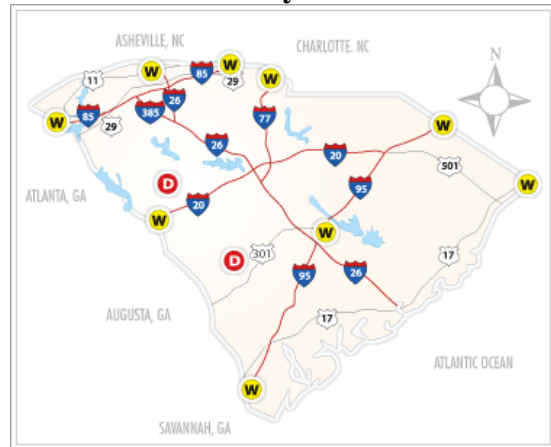 ASHEVILLE, NC
CHARLOTTE. NC
N
W
W
W
11
85
29
W
85
29
385
26
77
W
26
20
501
W
ATLANTA, GA
D
20
95
W
W
D
301
17
95
26
AUGUSTA, GA
17
ATLANTIC OCEAN
W
SAVANNAH, GA